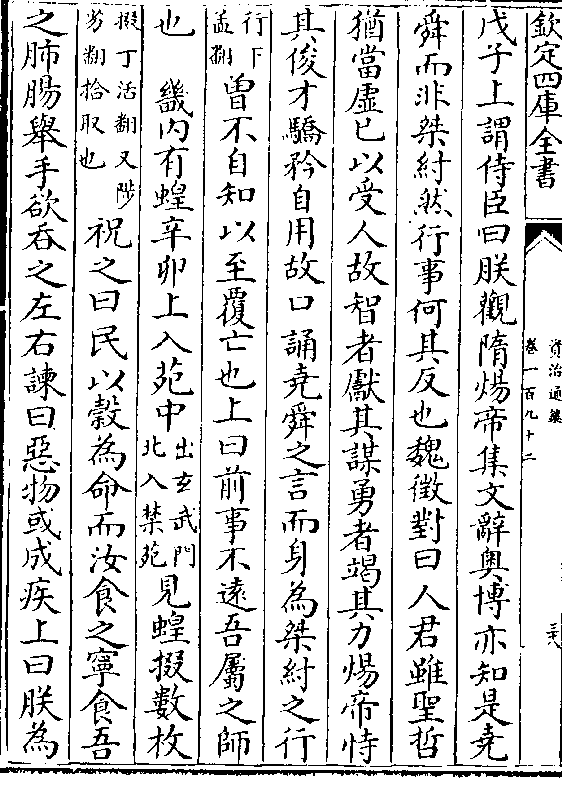 欽定四庫全書
資治通鑑
卷一百九十二
戊子上謂侍臣曰朕觀隋煬帝集文辭奥博亦知是堯
舜而非桀紂然行事何其反也魏徵對曰人君雖聖哲
猶當虛已以受人故智者獻其謀勇者竭其力煬帝恃
其俊才驕矜自用故口誦堯舜之言而身為桀紂之行
行下
孟翻
曽不自知以至覆亡也上曰前事不逺吾屬之師
也 畿内有蝗辛卯上入苑中
出𤣥武門
北入禁苑
見蝗掇數枚
掇丁活翻又陟
劣翻拾取也
祝之曰民以榖為命而汝食之寧食吾
之肺腸舉手欲吞之左右諫曰惡物或成疾上曰朕為